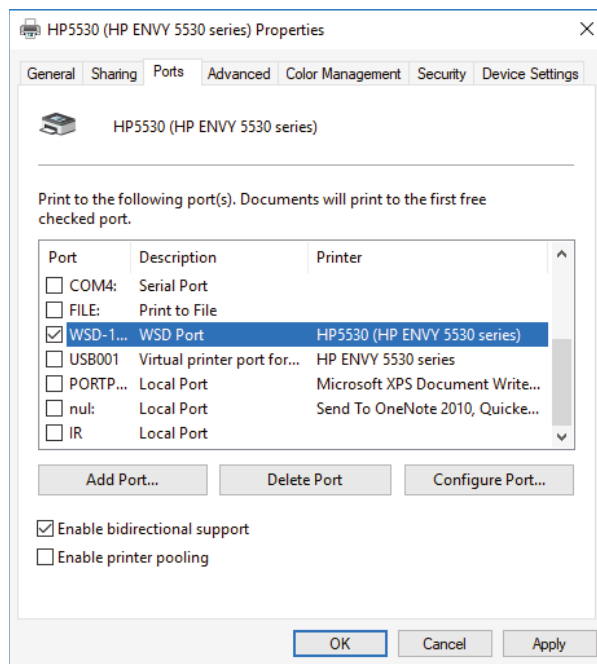 HP5530 (HP ENVY 5530 series) Properties
General Sharing Ports Advanced Color Management Security Device Settings
HP5530 (HP ENVY 5530 series)
Print to the following port(s). Documents will print to the first free
checked port.
Port Description Printer
COM4: Serial Port
FILE: Print to File
WSD-1... WSD Port HP5530 (HP ENVY 5530 series)
USB001 Virtual printer port for... HP ENVY 5530 series
PORTP... Local Port Microsoft XPS Document Write...
nul: Local Port Send To OneNote 2010, Quicke...
IR Local Port
Add Port... Delete Port Configure Port...
Enable bidirectional support
Enable printer pooling
OK Cancel Apply